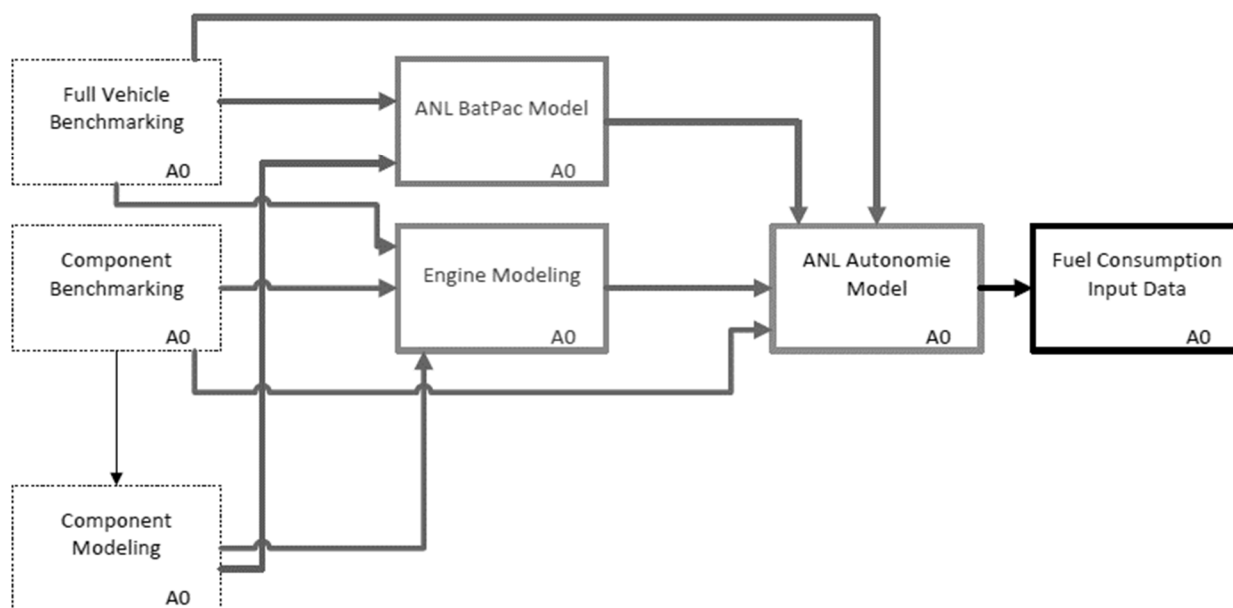 Full Vehicle
Benchmarking
A0
ANL BatPac Model
A0
Component
Benchmarking
A0
Engine Modeling
A0
ANL Autonomie
Model
A0
Fuel Consumption
Input Data
A0
Component
Modeling
A0